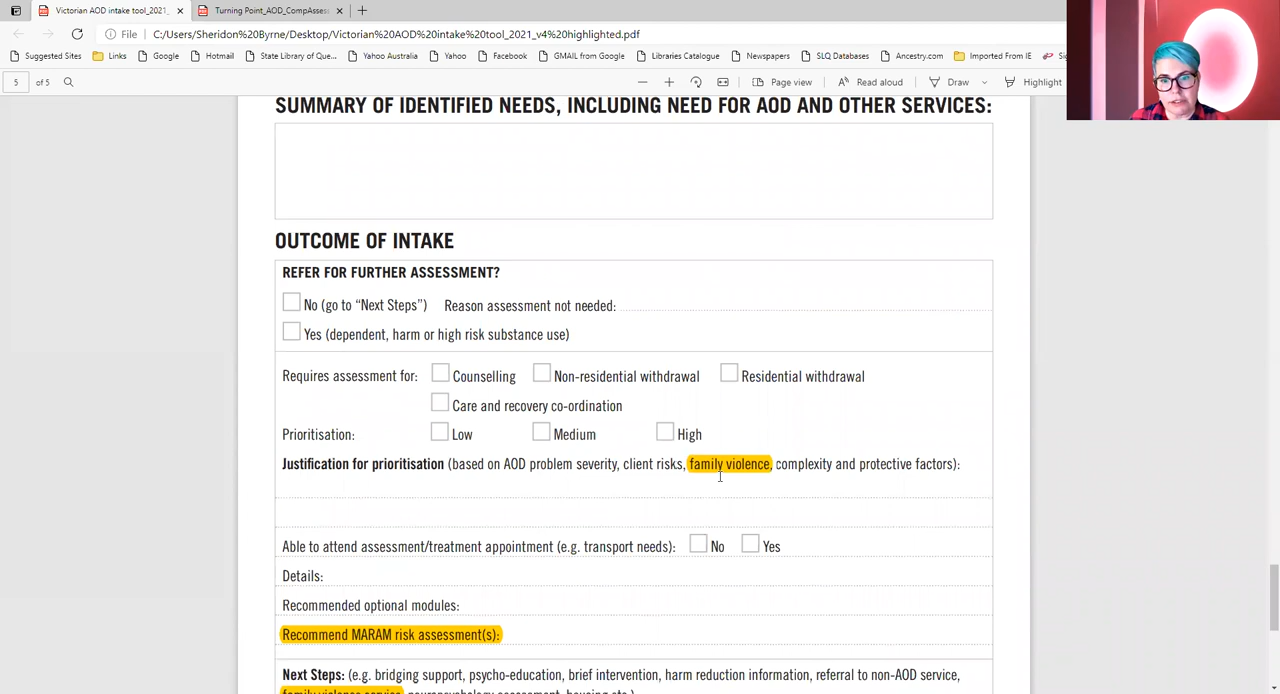 Victorian AOD intake tool_2021_
Turning Point_AOD_CompAssess
File
C:/Users/Sheridon%20Byrne/Desktop/Victorian%20AOD%20intake%20tool_2021_v4%20highlighted.pdf
Suggested Sites Links Google Hotmail State Library of Que... Yahoo Australia Yahoo Facebook GMAIL from Google Libraries Catalogue Newspapers SLQ Databases Ancestry.com Imported From IE
5 of 5 Page view Read aloud Draw Highlight
SUMMARY OF IDENTIFIED NEEDS, INCLUDING NEED FOR AOD AND OTHER SERVICES:
OUTCOME OF INTAKE
REFER FOR FURTHER ASSESSMENT?
No (go to “Next Steps”) Reason assessment not needed:
Yes (dependent, harm or high risk substance use)
Requires assessment for: Counselling Non-residential withdrawal Residential withdrawal
Care and recovery co-ordination
Prioritisation: Low Medium High
Justification for prioritisation (based on AOD problem severity, client risks, family violence, complexity and protective factors):
Able to attend assessment/treatment appointment (e.g. transport needs): No Yes
Details:
Recommended optional modules:
Recommend MARAM risk assessment(s):
Next Steps: (e.g. bridging support, psycho-education, brief intervention, harm reduction information, referral to non-AOD service,
family violence service, neuropsychology assessment, housing etc.)